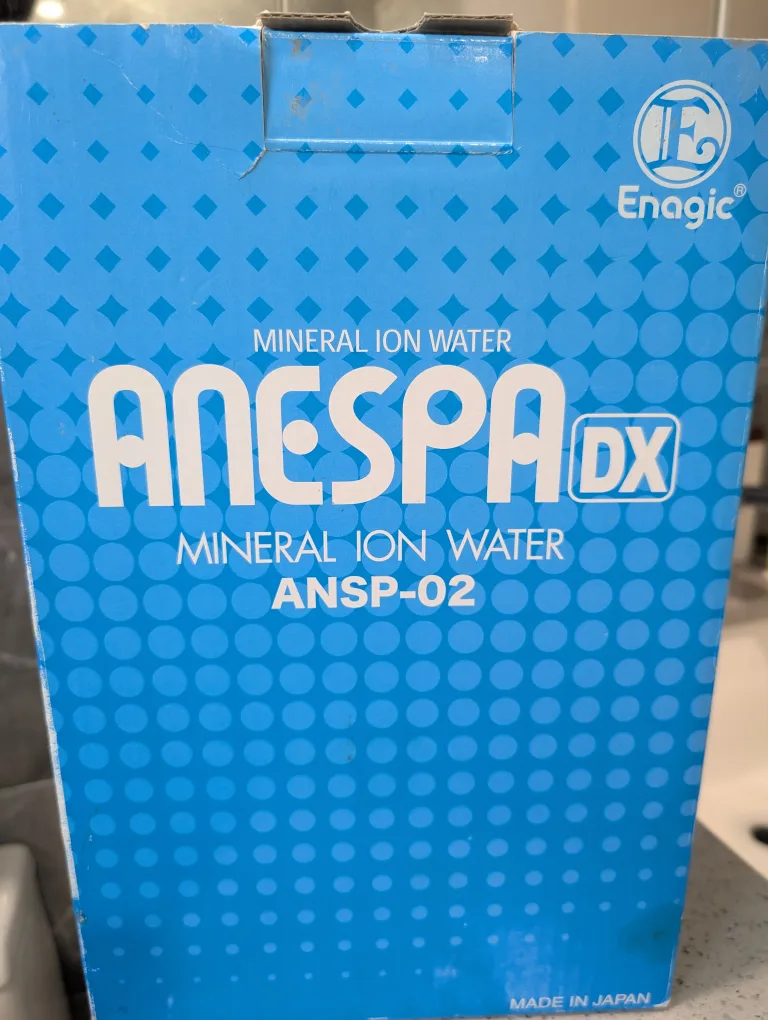 E
Enagic®
MINERAL ION WATER
ANESPA DX
MINERAL ION WATER
ANSP-02
MADE IN JAPAN